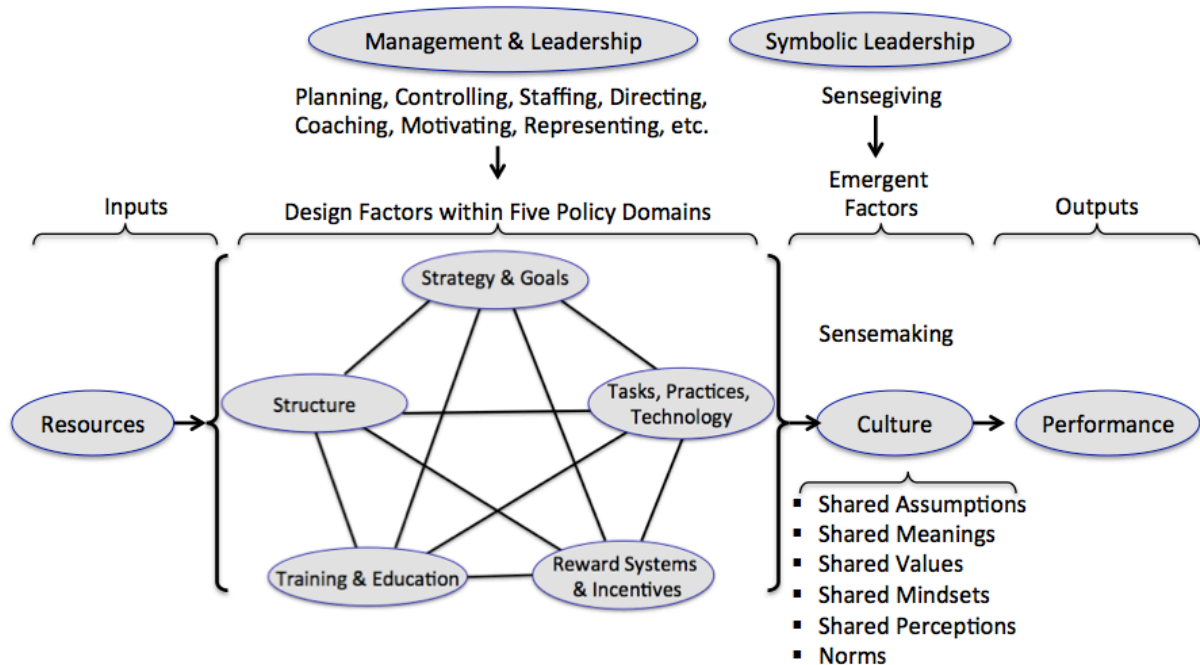 Management & Leadership
Symbolic Leadership
Planning, Controlling, Staffing, Directing,
Coaching, Motivating, Representing, etc.
Sensegiving
Inputs
Design Factors within Five Policy Domains
Emergent
Factors
Outputs
Strategy & Goals
Sensemaking
Structure
Tasks, Practices,
Technology
Resources
Culture
Performance
Training & Education
Reward Systems
& Incentives
▪ Shared Assumptions
▪ Shared Meanings
▪ Shared Values
▪ Shared Mindsets
▪ Shared Perceptions
▪ Norms